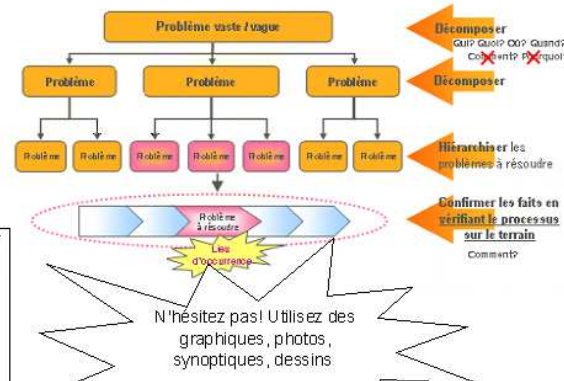 Problème vaste / vague
Décomposer
Qui? Quoi? Où? Quand?
Comment? Pourquoi?
Problème
Problème
Problème
Décomposer
Problème
Problème
Problème
Problème
Problème
Problème
Problème
Hiérarchiser les
problèmes à résoudre
Problème
à résoudre
Confirmer les faits en
vérifiant le processus
sur le terrain
Comment?
Lieu
d'occurrence
N'hésitez pas! Utilisez des
graphiques, photos,
synoptiques, dessins